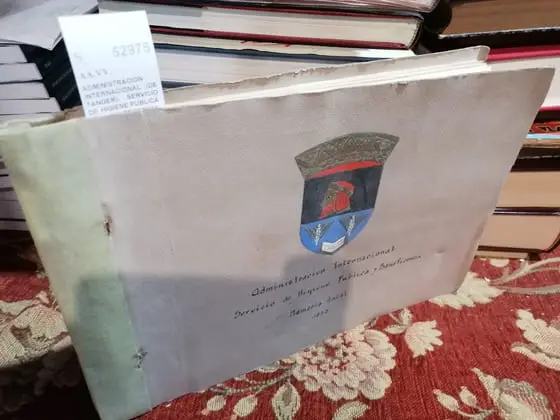 S. 52975
AA.VV.
ADMINISTRACION
INTERNACIONAL (DE
TANGER). SERVICIO
DE HIGIENE PUBLICA
Administracion Internacional
Servicio de Higiene Publica y Beneficencia
Memoria Anual